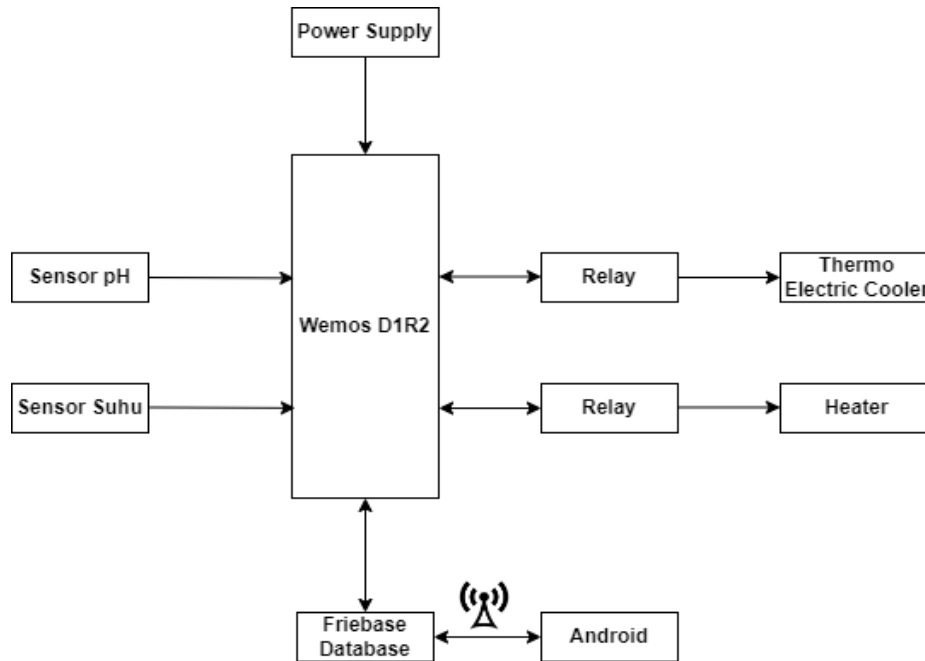 Power Supply
Sensor pH
Wemos D1R2
Relay
Thermo
Electric Cooler
Sensor Suhu
Relay
Heater
Friebase
Database
Android